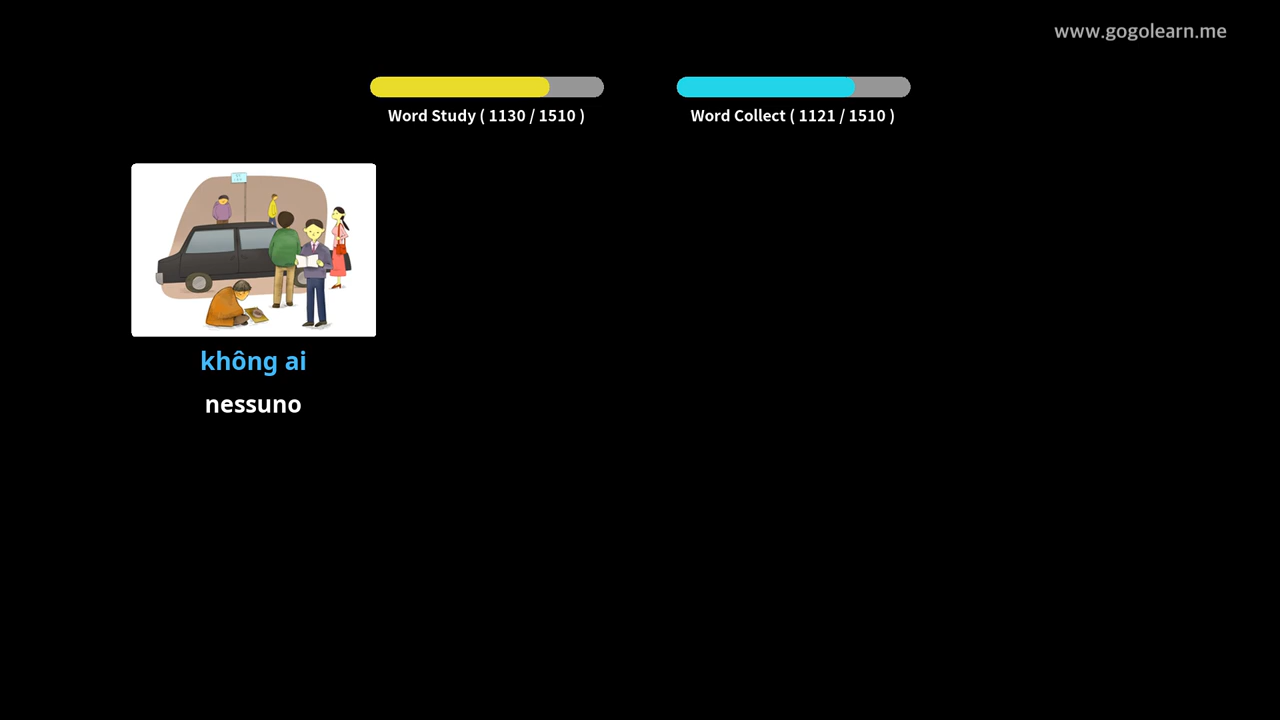 www.gogolearn.me
Word Study ( 1130 / 1510 )
Word Collect ( 1121 / 1510 )
không ai
nessuno